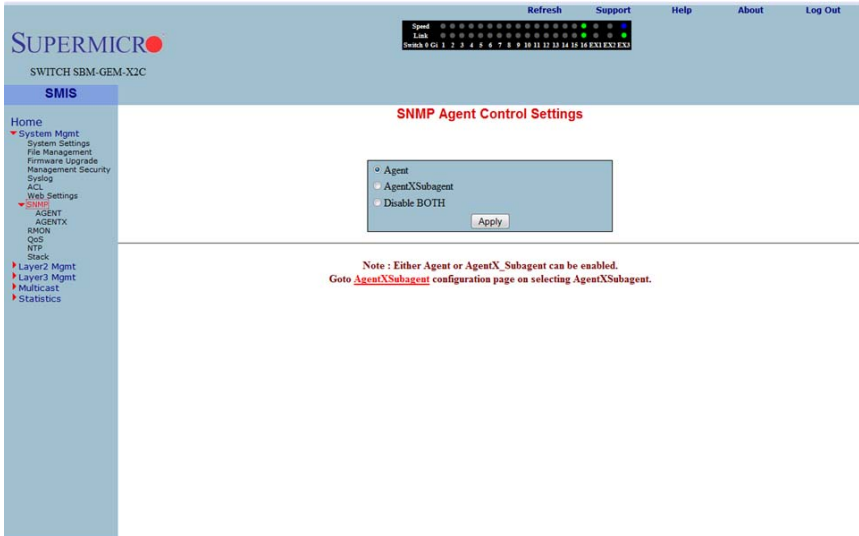 Refresh Support Help About Log Out
Speed
Link
Switch 0 Gi 1 2 3 4 5 6 7 8 9 10 11 12 13 14 15 16 EX1 EX2 EX3
SUPERMICRO
SWITCH SBM-GEM-X2C
SMIS
Home
System Mgmt
System Settings
File Management
Firmware Upgrade
Management Security
Syslog
ACL
Web Settings
SNMP
AGENT
AGENTX
RMON
QoS
NTP
Stack
Layer2 Mgmt
Layer3 Mgmt
Multicast
Statistics
SNMP Agent Control Settings
Agent
AgentXSubagent
Disable BOTH
Apply
Note : Either Agent or AgentX_Subagent can be enabled.
Goto AgentXSubagent configuration page on selecting AgentXSubagent.